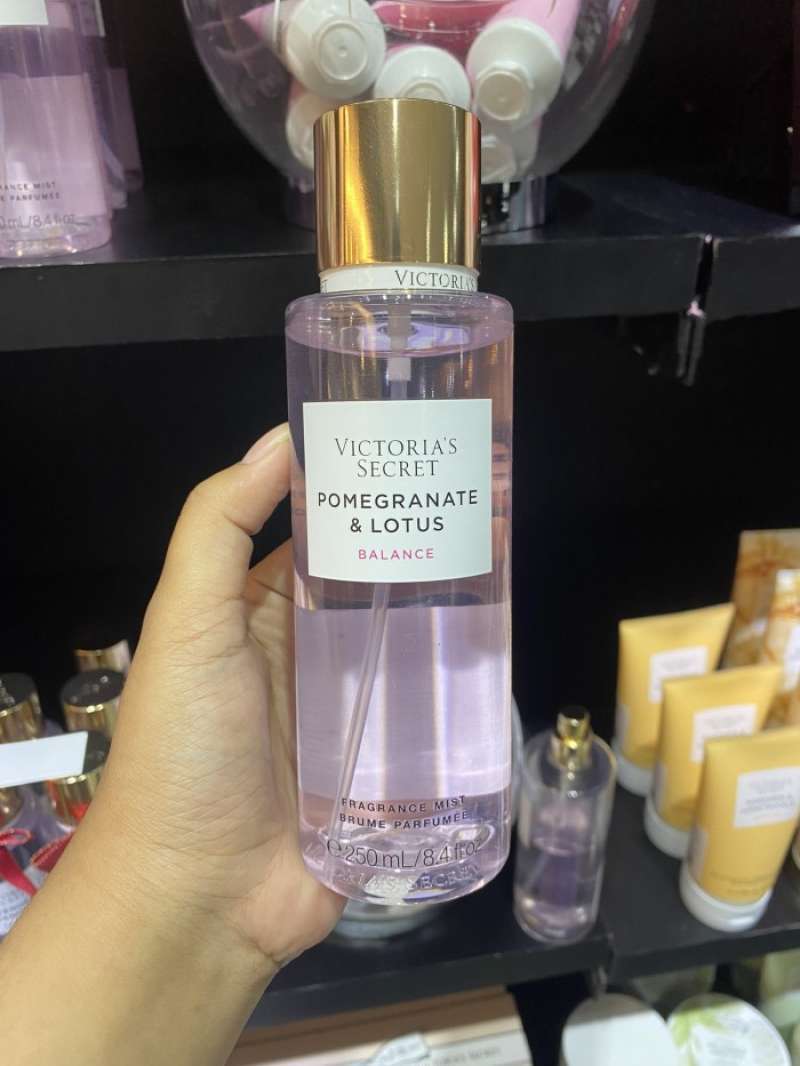 VICTORIA'S
VICTORIA'S
SECRET
POMEGRANATE
& LOTUS
BALANCE
FRAGRANCE MIST
BRUME PARFUMÉE
℮250 mL/8.4 fl oz